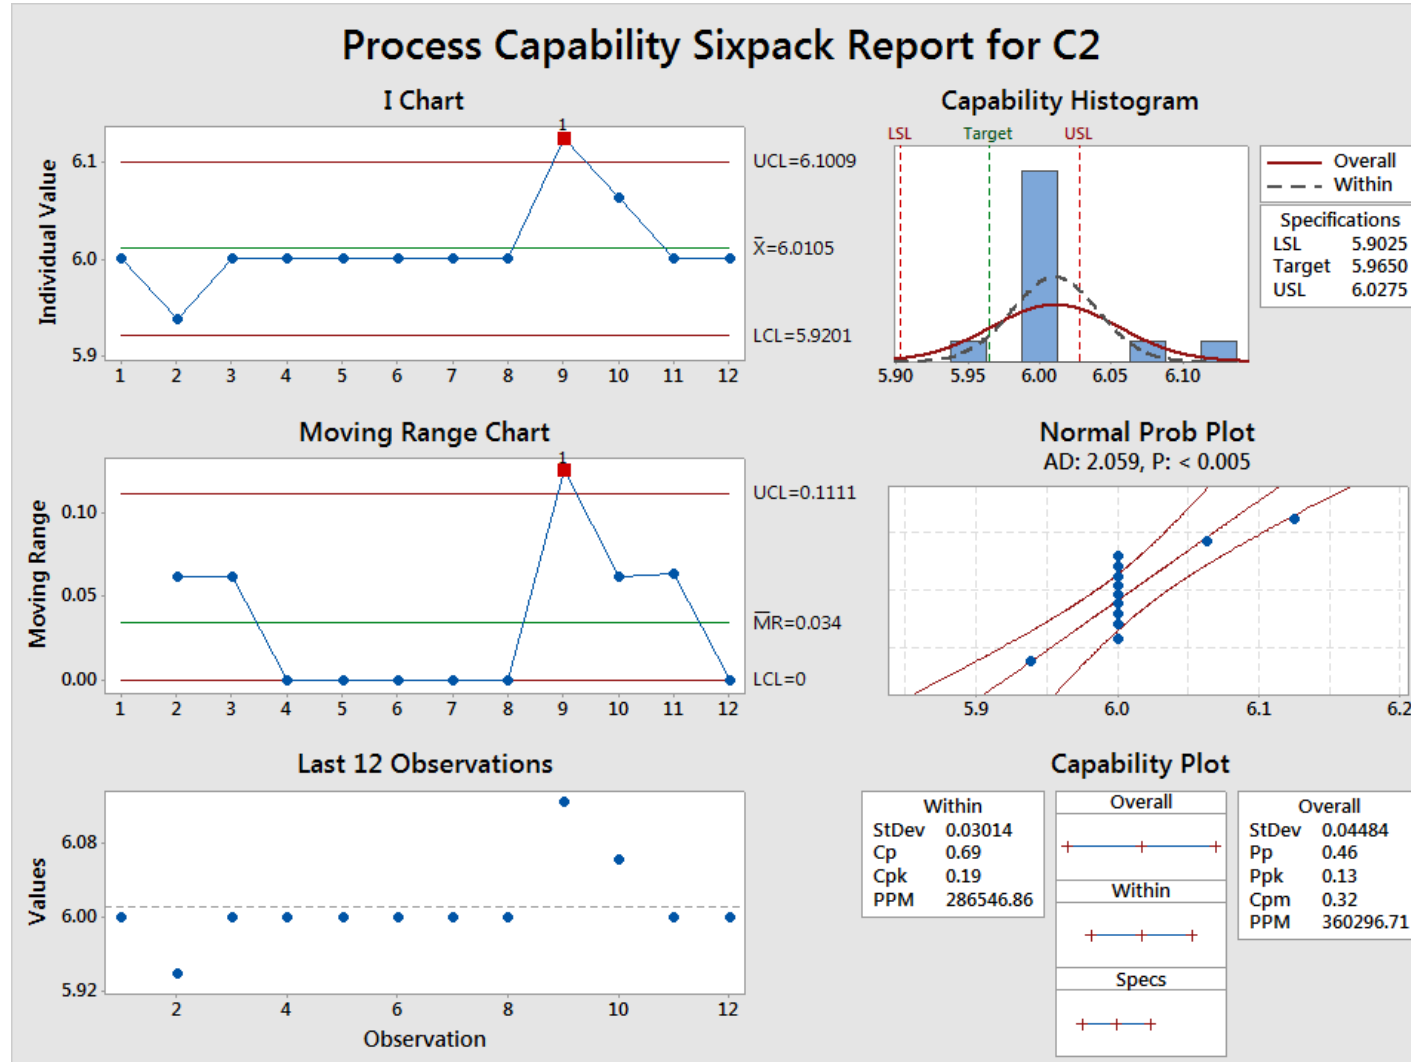 Process Capability Sixpack Report for C2
I Chart
Individual Value
6.1
6.0
5.9
1
UCL=6.1009
X̄=6.0105
LCL=5.9201
1 2 3 4 5 6 7 8 9 10 11 12
Capability Histogram
LSL Target USL
5.90 5.95 6.00 6.05 6.10
Overall
Within
Specifications
LSL 5.9025
Target 5.9650
USL 6.0275
Moving Range Chart
Moving Range
0.10
0.05
0.00
1
UCL=0.1111
M̅R̅=0.034
LCL=0
1 2 3 4 5 6 7 8 9 10 11 12
Normal Prob Plot
AD: 2.059, P: < 0.005
5.9 6.0 6.1 6.2
Last 12 Observations
Values
6.08
6.00
5.92
2 4 6 8 10 12
Observation
Capability Plot
Within
StDev 0.03014
Cp 0.69
Cpk 0.19
PPM 286546.86
Overall
Within
Specs
Overall
StDev 0.04484
Pp 0.46
Ppk 0.13
Cpm 0.32
PPM 360296.71